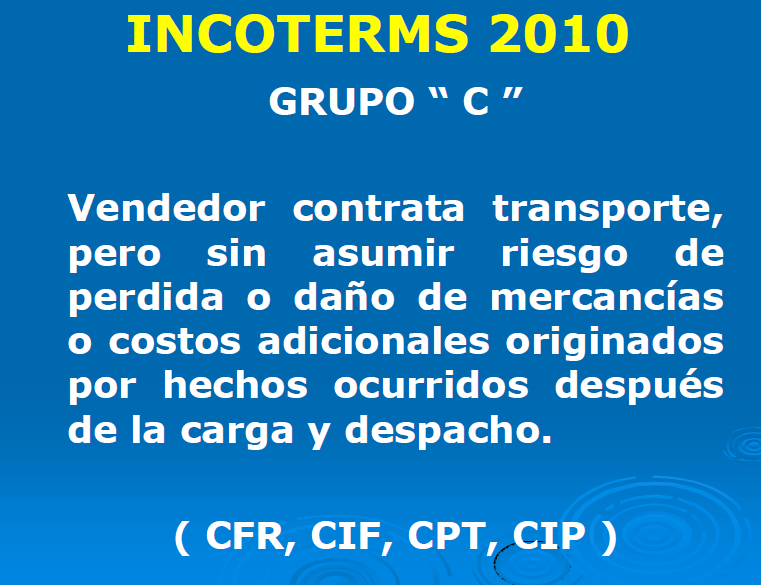 INCOTERMS 2010
GRUPO “ C ”
Vendedor contrata transporte,
pero sin asumir riesgo de
perdida o daño de mercancías
o costos adicionales originados
por hechos ocurridos después
de la carga y despacho.
( CFR, CIF, CPT, CIP )